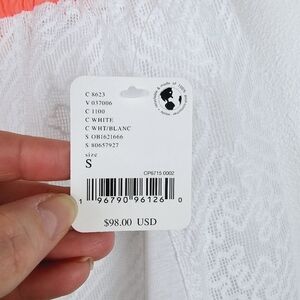 C 8623
V 037006
C 1100
C WHITE
C WHT/BLANC
S OB1621666
S 80657927
size
S
CP6715 0002
1 96790 96126 0
$98.00 USD